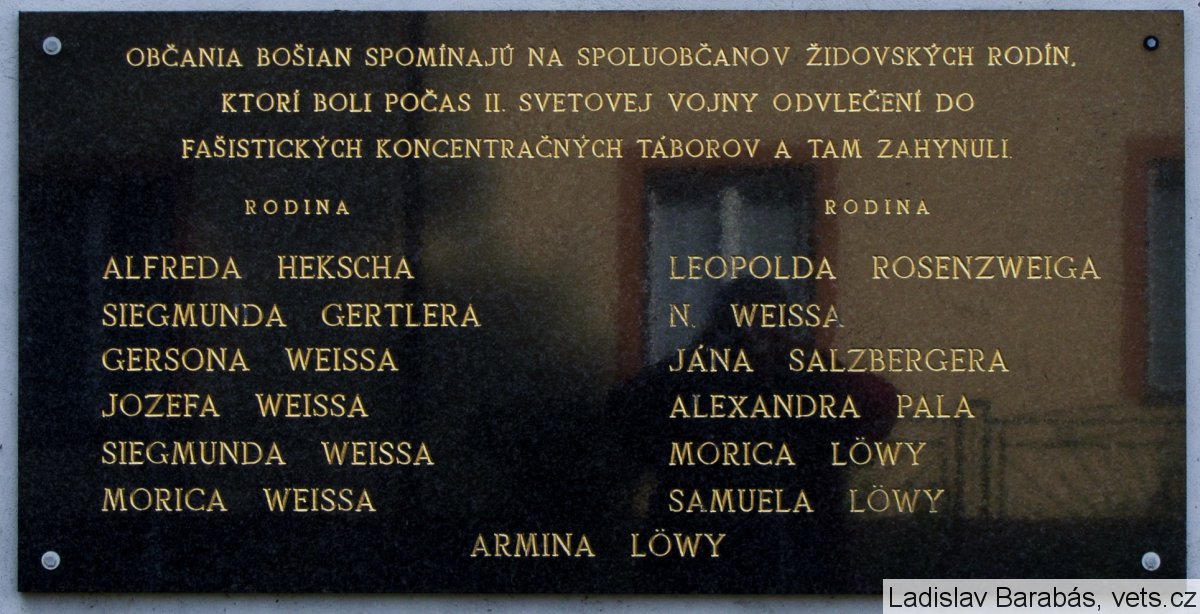 OBČANIA BOŠIAN SPOMÍNAJÚ NA SPOLUOBČANOV ŽIDOVSKÝCH RODÍN,
KTORÍ BOLI POČAS II. SVETOVEJ VOJNY ODVLEČENÍ DO
FAŠISTICKÝCH KONCENTRAČNÝCH TÁBOROV A TAM ZAHYNULI.
RODINA
ALFREDA HEKSCHA
SIEGMUNDA GERTLERA
GERSONA WEISSA
JOZEFA WEISSA
SIEGMUNDA WEISSA
MORICA WEISSA
RODINA
LEOPOLDA ROSENZWEIGA
N. WEISSA
JÁNA SALZBERGERA
ALEXANDRA PALA
MORICA LÖWY
SAMUELA LÖWY
ARMINA LÖWY
Ladislav Barabás, vets.cz